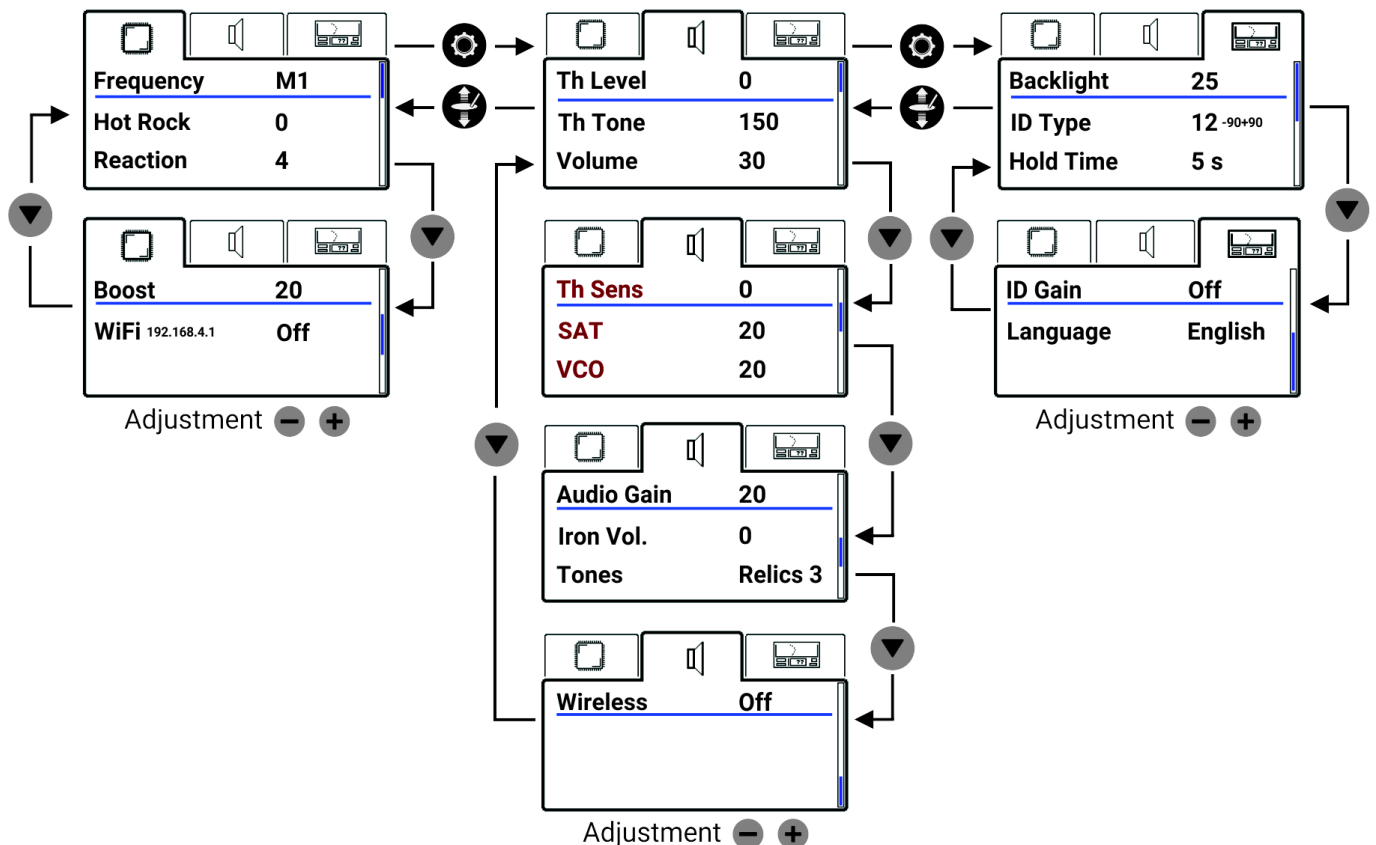 Frequency M1
Hot Rock 0
Reaction 4
Boost 20
WiFi 192.168.4.1 Off
Adjustment - +
Th Level 0
Th Tone 150
Volume 30
Th Sens 0
SAT 20
VCO 20
Audio Gain 20
Iron Vol. 0
Tones Relics 3
Wireless Off
Adjustment - +
Backlight 25
ID Type 12 -90+90
Hold Time 5 s
ID Gain Off
Language English
Adjustment - +